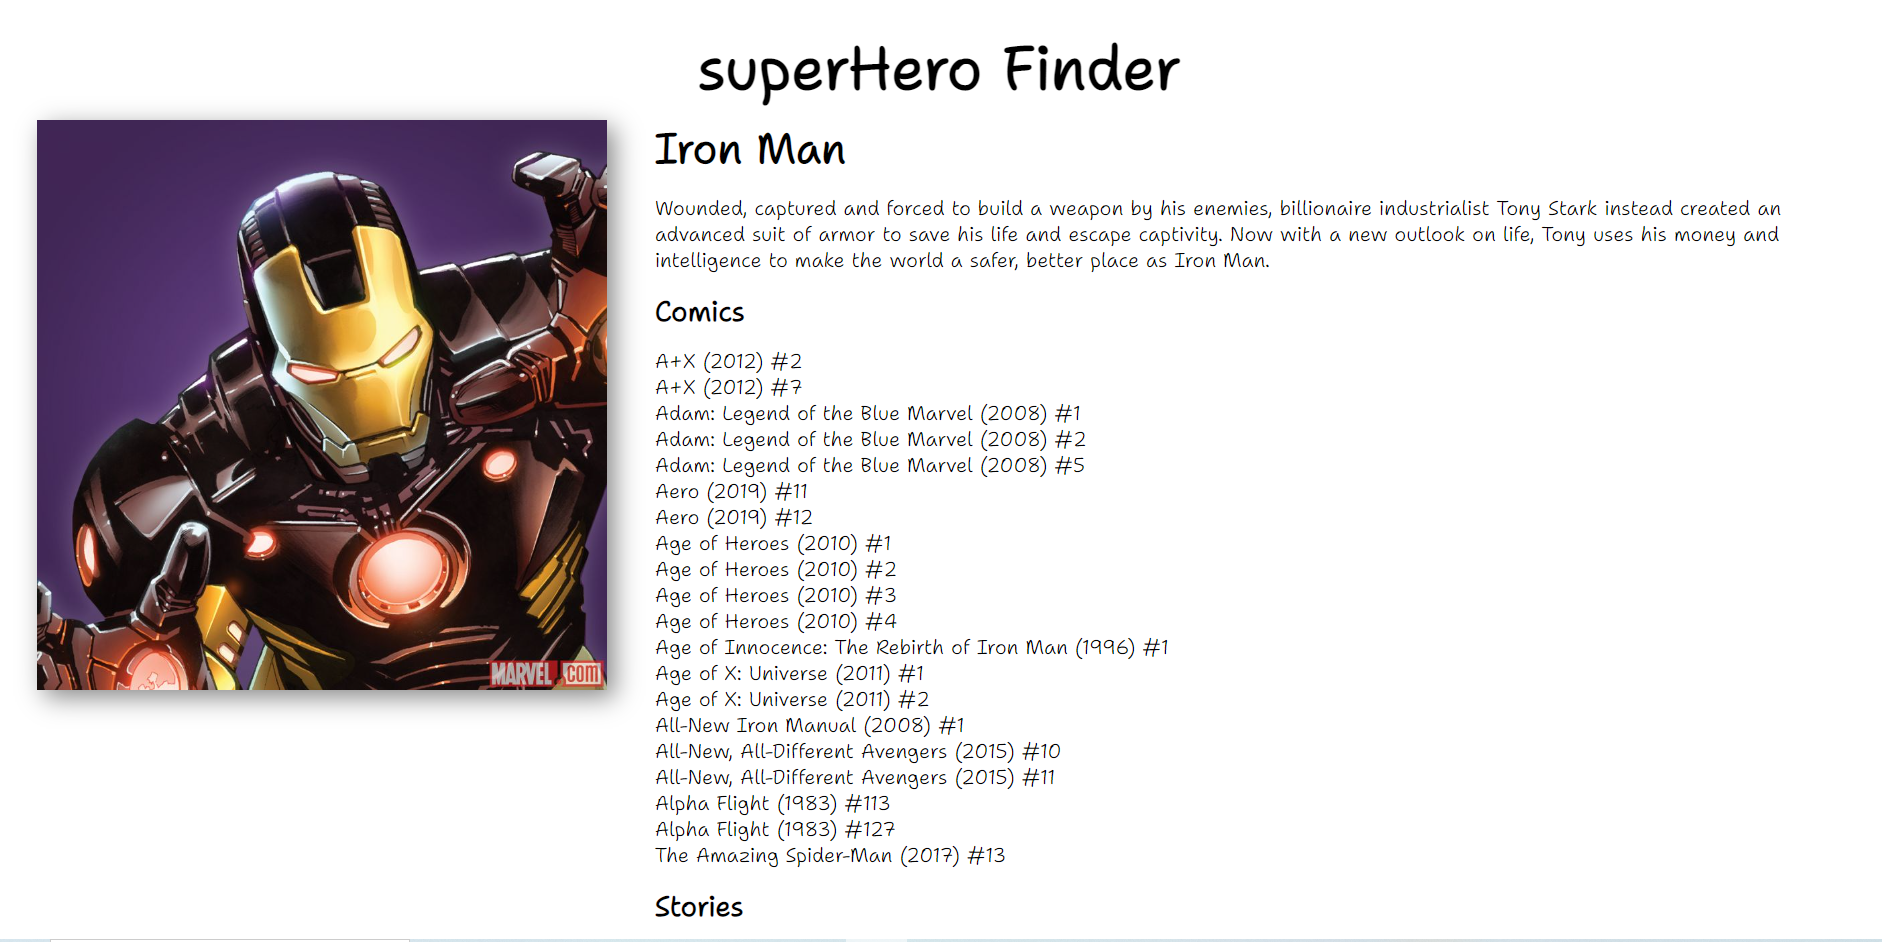 superHero Finder
Iron Man
Wounded, captured and forced to build a weapon by his enemies, billionaire industrialist Tony Stark instead created an
advanced suit of armor to save his life and escape captivity. Now with a new outlook on life, Tony uses his money and
intelligence to make the world a safer, better place as Iron Man.
Comics
A+X (2012) #2
A+X (2012) #7
Adam: Legend of the Blue Marvel (2008) #1
Adam: Legend of the Blue Marvel (2008) #2
Adam: Legend of the Blue Marvel (2008) #5
Aero (2019) #11
Aero (2019) #12
Age of Heroes (2010) #1
Age of Heroes (2010) #2
Age of Heroes (2010) #3
Age of Heroes (2010) #4
Age of Innocence: The Rebirth of Iron Man (1996) #1
Age of X: Universe (2011) #1
Age of X: Universe (2011) #2
All-New Iron Manual (2008) #1
All-New, All-Different Avengers (2015) #10
All-New, All-Different Avengers (2015) #11
Alpha Flight (1983) #113
Alpha Flight (1983) #127
The Amazing Spider-Man (2017) #13
Stories
MARVEL.com